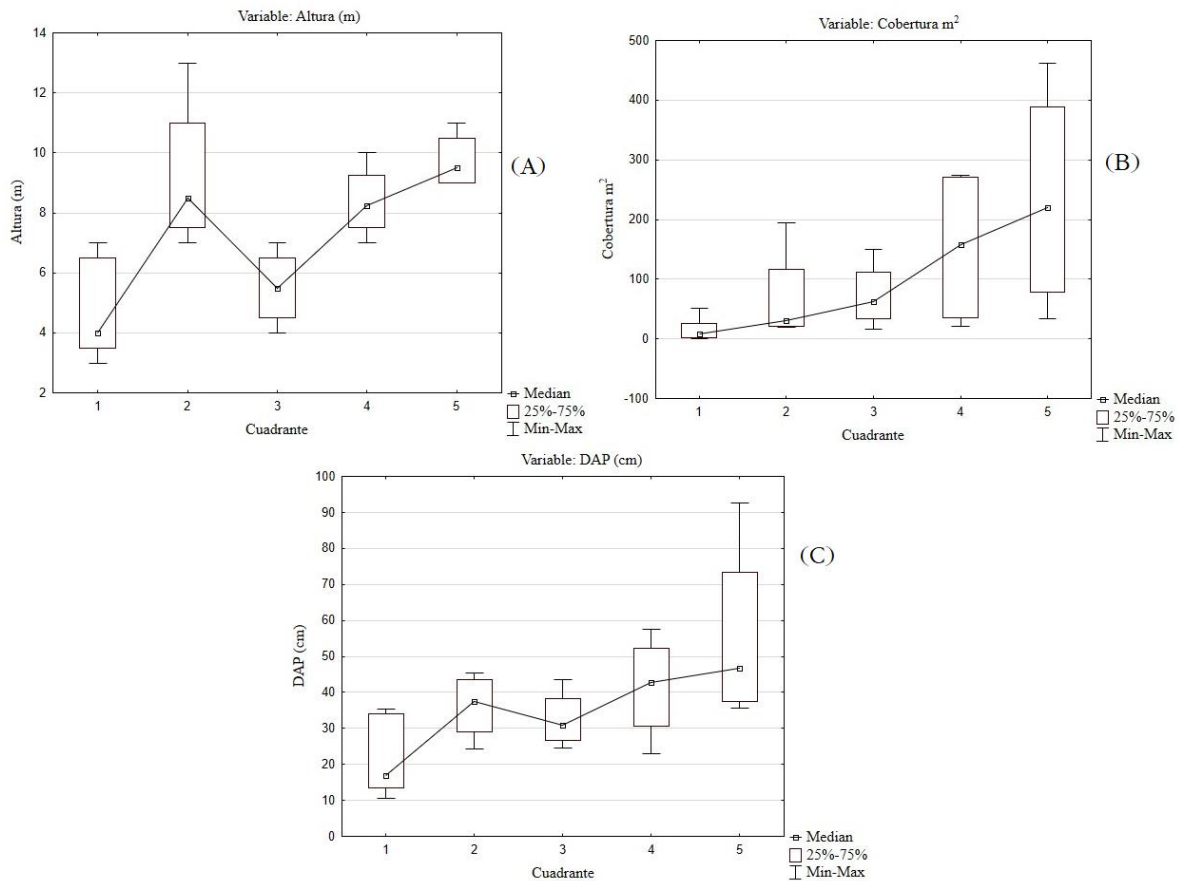 Variable: Altura (m)
14
12
10
8
6
4
2
Altura (m)
1 2 3 4 5
Cuadrante
Median
25%-75%
Min-Max
(A)
Variable: Cobertura m²
500
400
300
200
100
0
-100
Cobertura m²
1 2 3 4 5
Cuadrante
Median
25%-75%
Min-Max
(B)
Variable: DAP (cm)
100
90
80
70
60
50
40
30
20
10
0
DAP (cm)
1 2 3 4 5
Cuadrante
Median
25%-75%
Min-Max
(C)